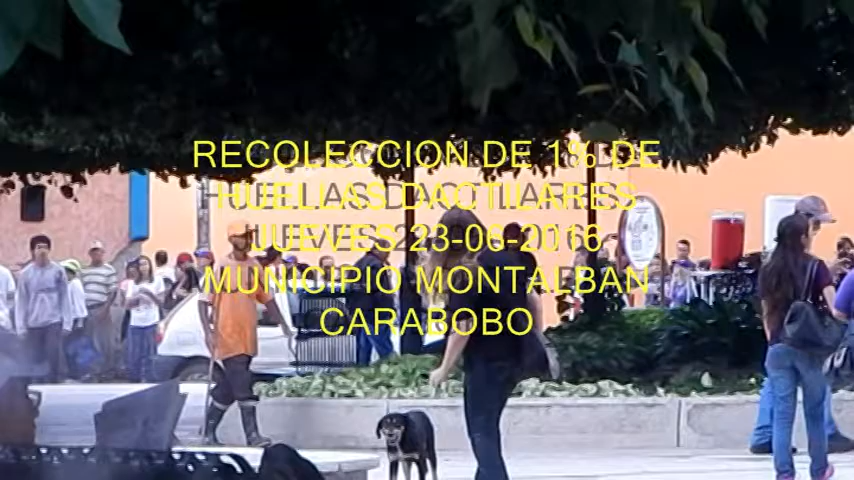 RECOLECCION DE 1% DE
HUELLAS DACTILARES
JUEVES 23-06-2016
MUNICIPIO MONTALBAN
CARABOBO